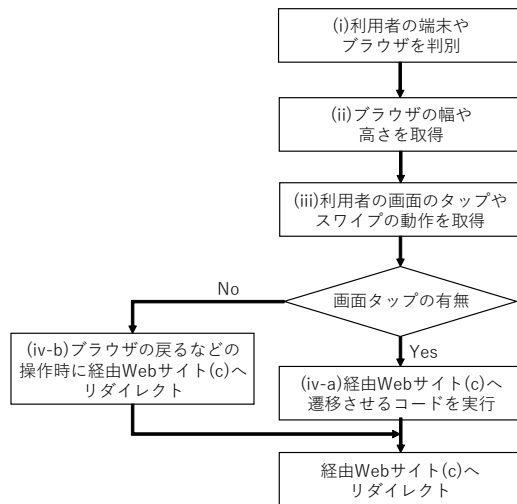 (i)利用者の端末や
ブラウザを判別
(ii)ブラウザの幅や
高さを取得
(iii)利用者の画面のタップや
スワイプの動作を取得
画面タップの有無
No
Yes
(iv-b)ブラウザの戻るなどの
操作時に経由Webサイト(c)へ
リダイレクト
(iv-a)経由Webサイト(c)へ
遷移させるコードを実行
経由Webサイト(c)へ
リダイレクト